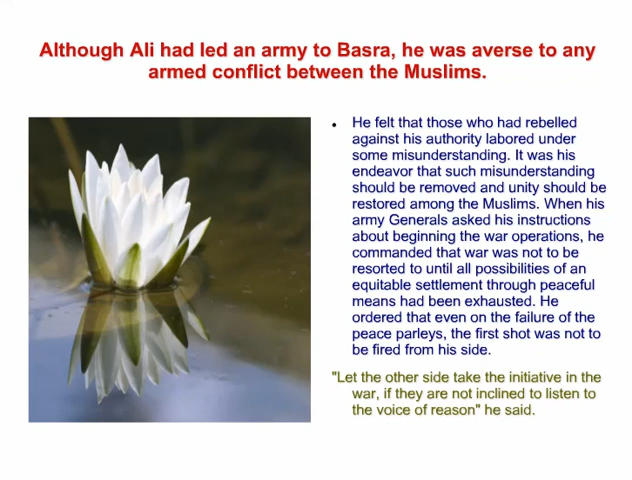 Although Ali had led an army to Basra, he was averse to any
armed conflict between the Muslims.
• He felt that those who had rebelled
against his authority labored under
some misunderstanding. It was his
endeavor that such misunderstanding
should be removed and unity should be
restored among the Muslims. When his
army Generals asked his instructions
about beginning the war operations, he
commanded that war was not to be
resorted to until all possibilities of an
equitable settlement through peaceful
means had been exhausted. He
ordered that even on the failure of the
peace parleys, the first shot was not to
be fired from his side.
"Let the other side take the initiative in the
war, if they are not inclined to listen to
the voice of reason" he said.